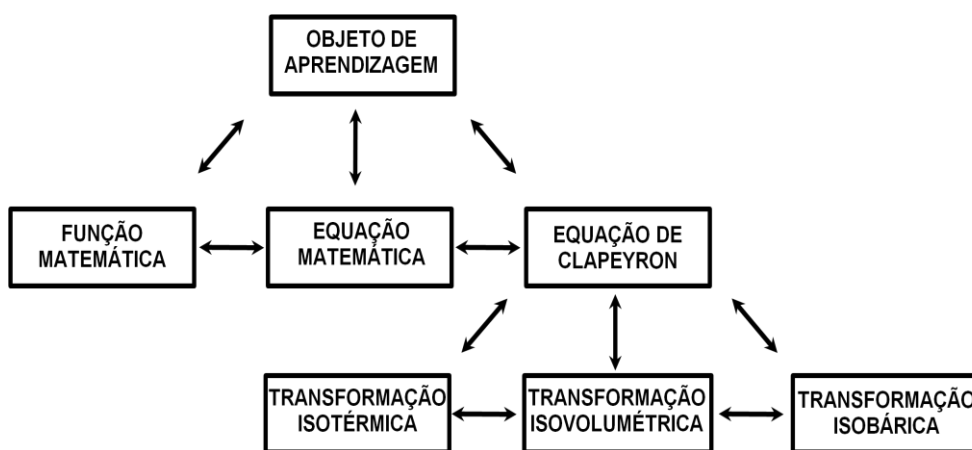 OBJETO DE
APRENDIZAGEM
FUNÇÃO
MATEMÁTICA
EQUAÇÃO
MATEMÁTICA
EQUAÇÃO DE
CLAPEYRON
TRANSFORMAÇÃO
ISOTÉRMICA
TRANSFORMAÇÃO
ISOVOLUMÉTRICA
TRANSFORMAÇÃO
ISOBÁRICA